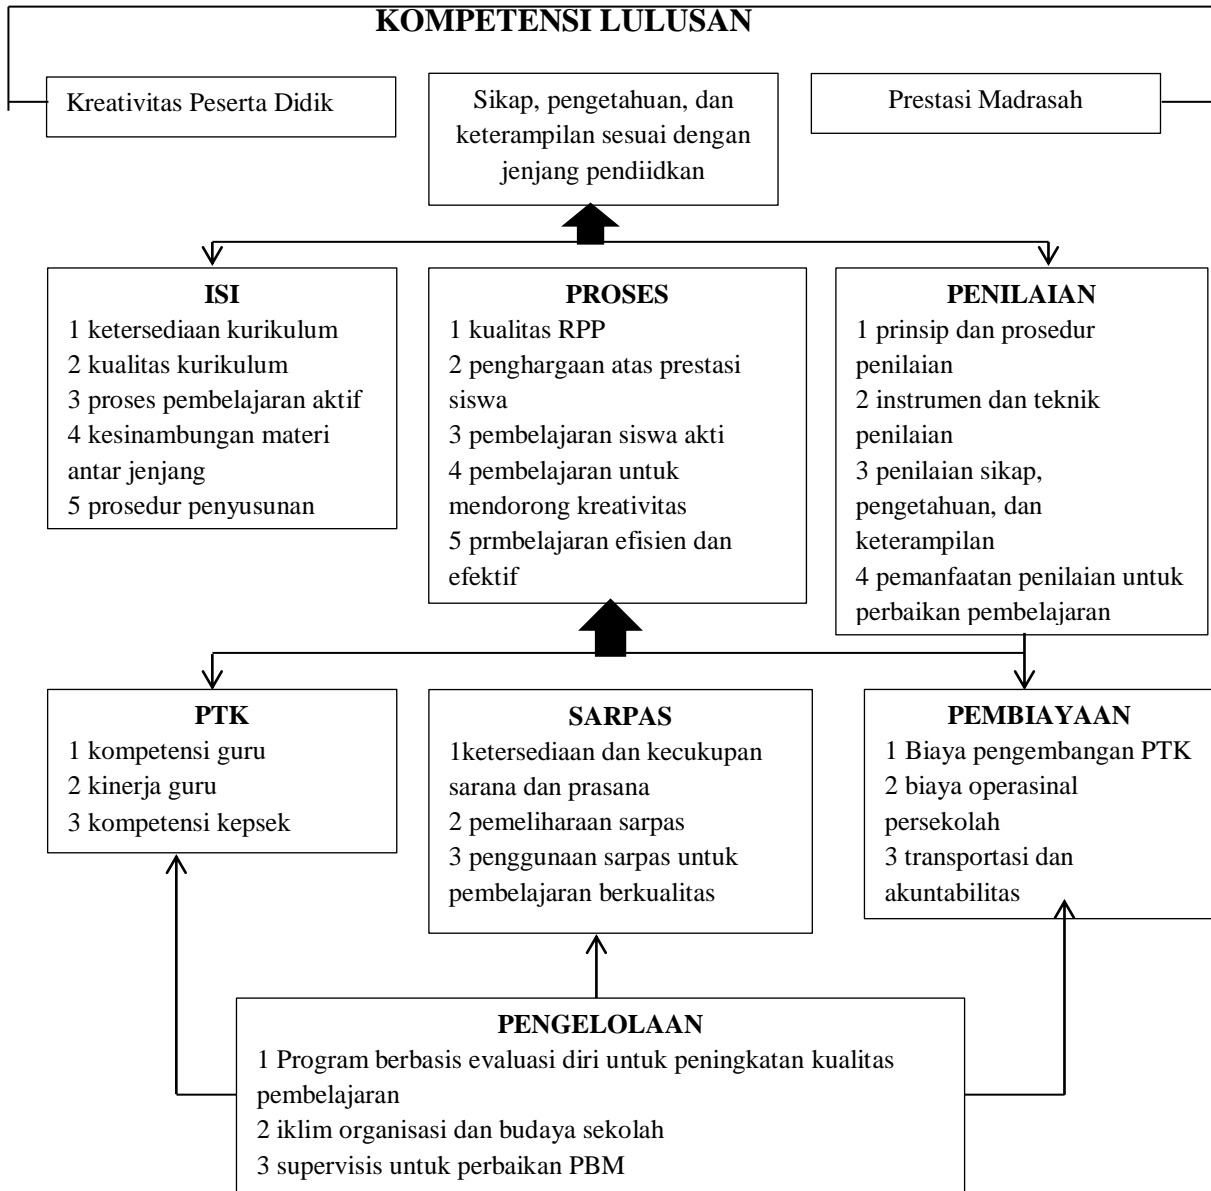 KOMPETENSI LULUSAN
Kreativitas Peserta Didik
Sikap, pengetahuan, dan
keterampilan sesuai dengan
jenjang pendiidkan
Prestasi Madrasah
ISI
1 ketersediaan kurikulum
2 kualitas kurikulum
3 proses pembelajaran aktif
4 kesinambungan materi
antar jenjang
5 prosedur penyusunan
PROSES
1 kualitas RPP
2 penghargaan atas prestasi
siswa
3 pembelajaran siswa akti
4 pembelajaran untuk
mendorong kreativitas
5 prmbelajaran efisien dan
efektif
PENILAIAN
1 prinsip dan prosedur
penilaian
2 instrumen dan teknik
penilaian
3 penilaian sikap,
pengetahuan, dan
keterampilan
4 pemanfaatan penilaian untuk
perbaikan pembelajaran
PTK
1 kompetensi guru
2 kinerja guru
3 kompetensi kepsek
SARPAS
1ketersediaan dan kecukupan
sarana dan prasana
2 pemeliharaan sarpas
3 penggunaan sarpas untuk
pembelajaran berkualitas
PEMBIAYAAN
1 Biaya pengembangan PTK
2 biaya operasinal
persekolah
3 transportasi dan
akuntabilitas
PENGELOLAAN
1 Program berbasis evaluasi diri untuk peningkatan kualitas
pembelajaran
2 iklim organisasi dan budaya sekolah
3 supervisis untuk perbaikan PBM